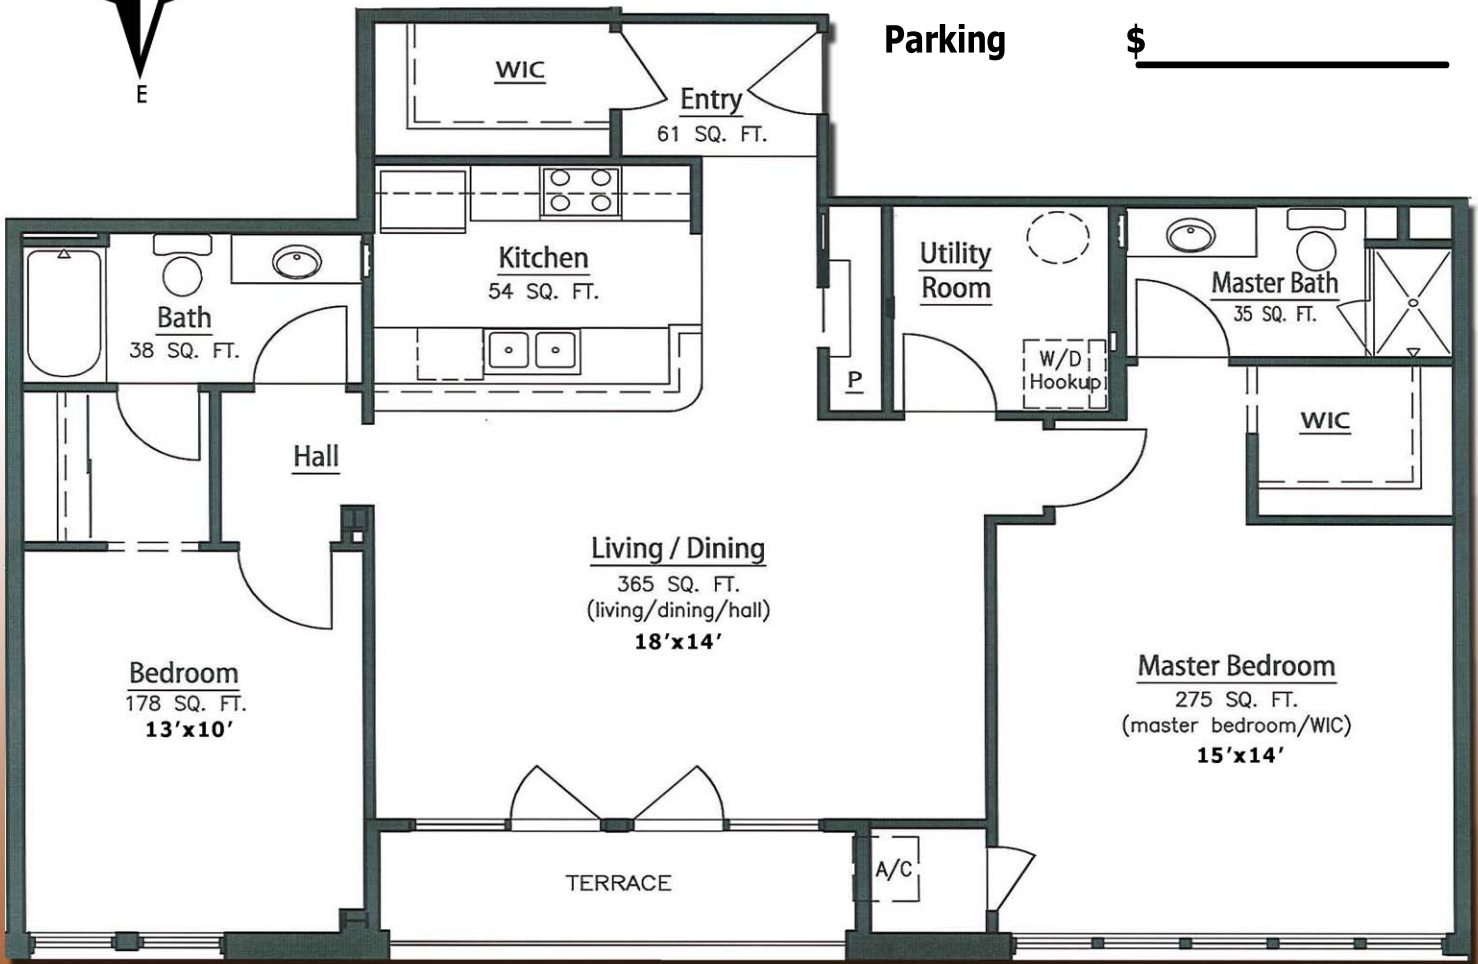 Parking $
E
WIC
Entry
61 SQ. FT.
Kitchen
54 SQ. FT.
Utility
Room
Master Bath
35 SQ. FT.
Bath
38 SQ. FT.
W/D
Hookup
P
WIC
Hall
Living / Dining
365 SQ. FT.
(living/dining/hall)
18'x14'
Bedroom
178 SQ. FT.
13'x10'
Master Bedroom
275 SQ. FT.
(master bedroom/WIC)
15'x14'
A/C
TERRACE